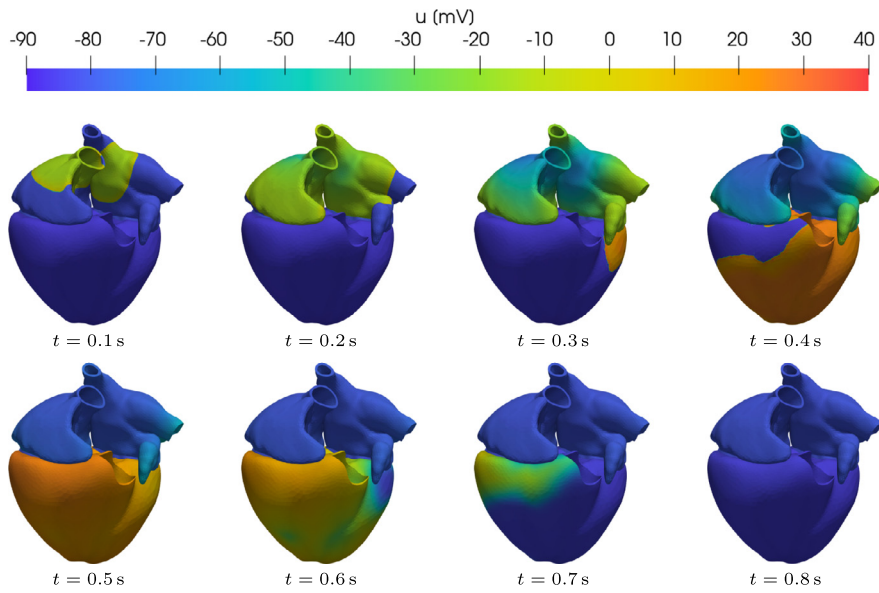 u (mV)
-90 -80 -70 -60 -50 -40 -30 -20 -10 0 10 20 30 40
t = 0.1 s t = 0.2 s t = 0.3 s t = 0.4 s
t = 0.5 s t = 0.6 s t = 0.7 s t = 0.8 s